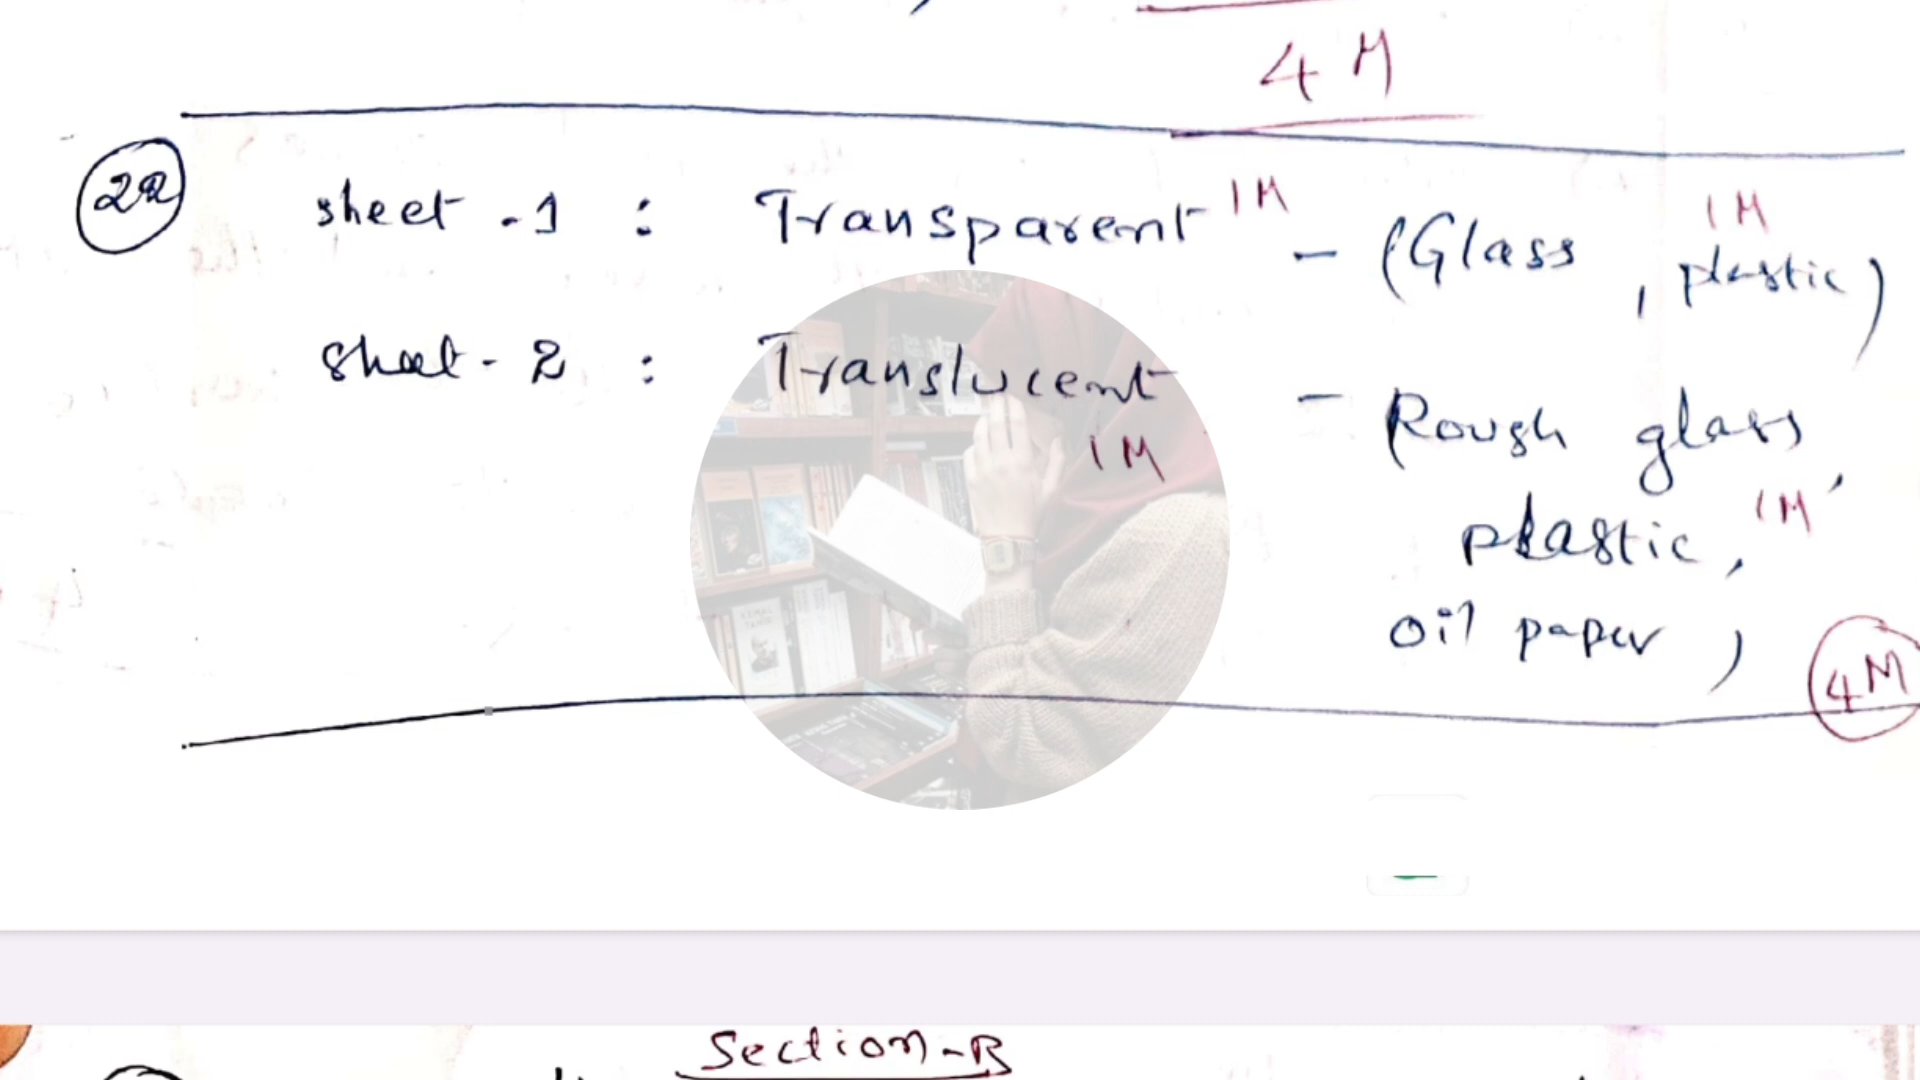 4 M
22 sheet - 1 : Transparent 1M - (Glass, plastic) 1M
sheet - 2 : Translucent 1M - Rough glass,
plastic, 1M
oil paper,)
4M
Section-B